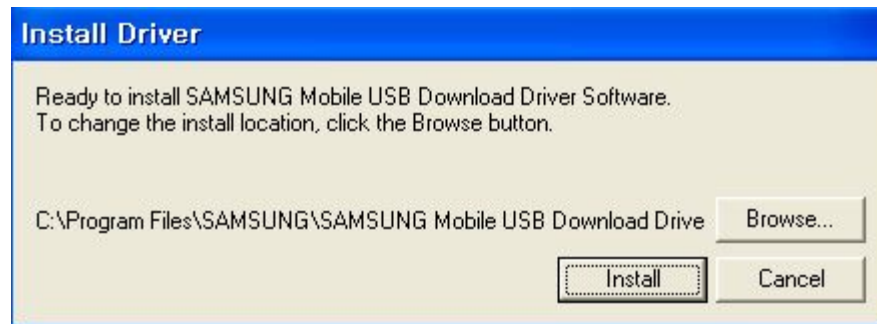 Install Driver
Ready to install SAMSUNG Mobile USB Download Driver Software.
To change the install location, click the Browse button.
C:\Program Files\SAMSUNG\SAMSUNG Mobile USB Download Drive
Browse...
Install
Cancel